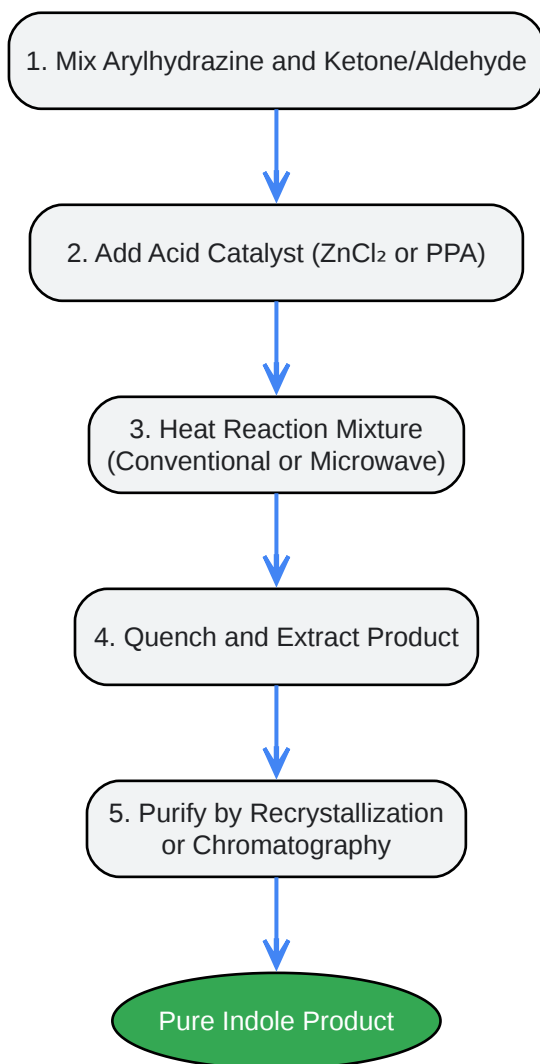 1. Mix Arylhydrazine and Ketone/Aldehyde
2. Add Acid Catalyst (ZnCl₂ or PPA)
3. Heat Reaction Mixture
(Conventional or Microwave)
4. Quench and Extract Product
5. Purify by Recrystallization
or Chromatography
Pure Indole Product